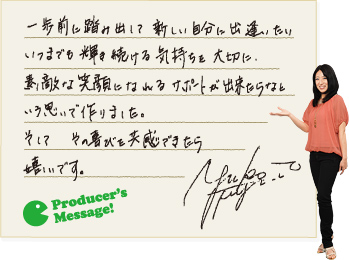 一歩前に踏み出して 新しい自分に出逢いたい
いつまでも輝き続ける気持ちを大切に、
素敵な笑顔になれるサポートが出来たらなと
いう思いで作りました。
そして その喜びを共感できたら
嬉しいです。
Producer's
Message!